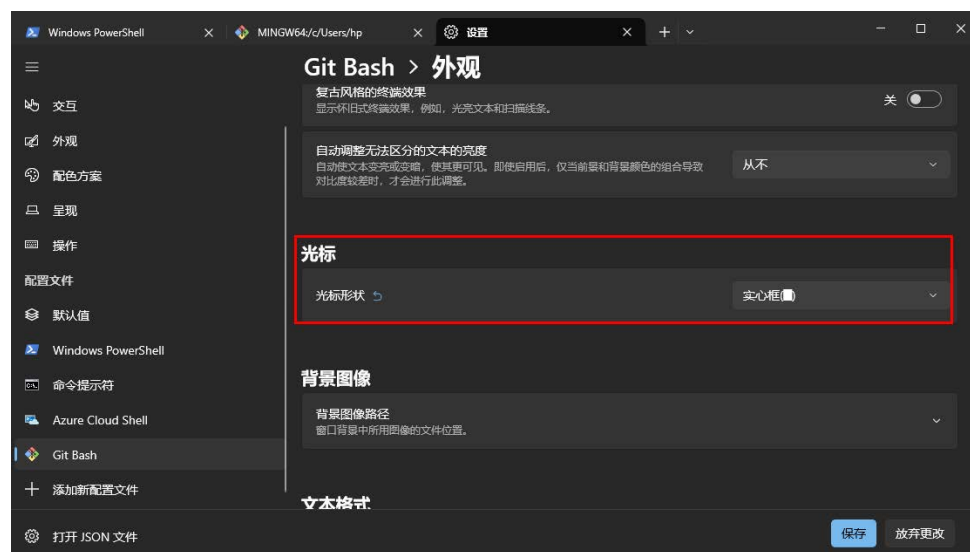 Windows PowerShell
MINGW64:/c/Users/hp
设置
Git Bash > 外观
复古风格的终端效果
显示怀旧式终端效果，例如，光亮文本和扫描线条。
关
交互
外观
自动调整无法区分的文本的亮度
自动使文本变亮或变暗，使其更可见。即使启用后，仅当前景和背景颜色的组合导致
对比度较差时，才会进行此调整。
从不
配色方案
呈现
操作
光标
配置文件
光标形状
实心框(█)
默认值
Windows PowerShell
背景图像
命令提示符
背景图像路径
窗口背景中所用图像的文件位置。
Azure Cloud Shell
Git Bash
添加新配置文件
文本格式
打开 JSON 文件
保存
放弃更改